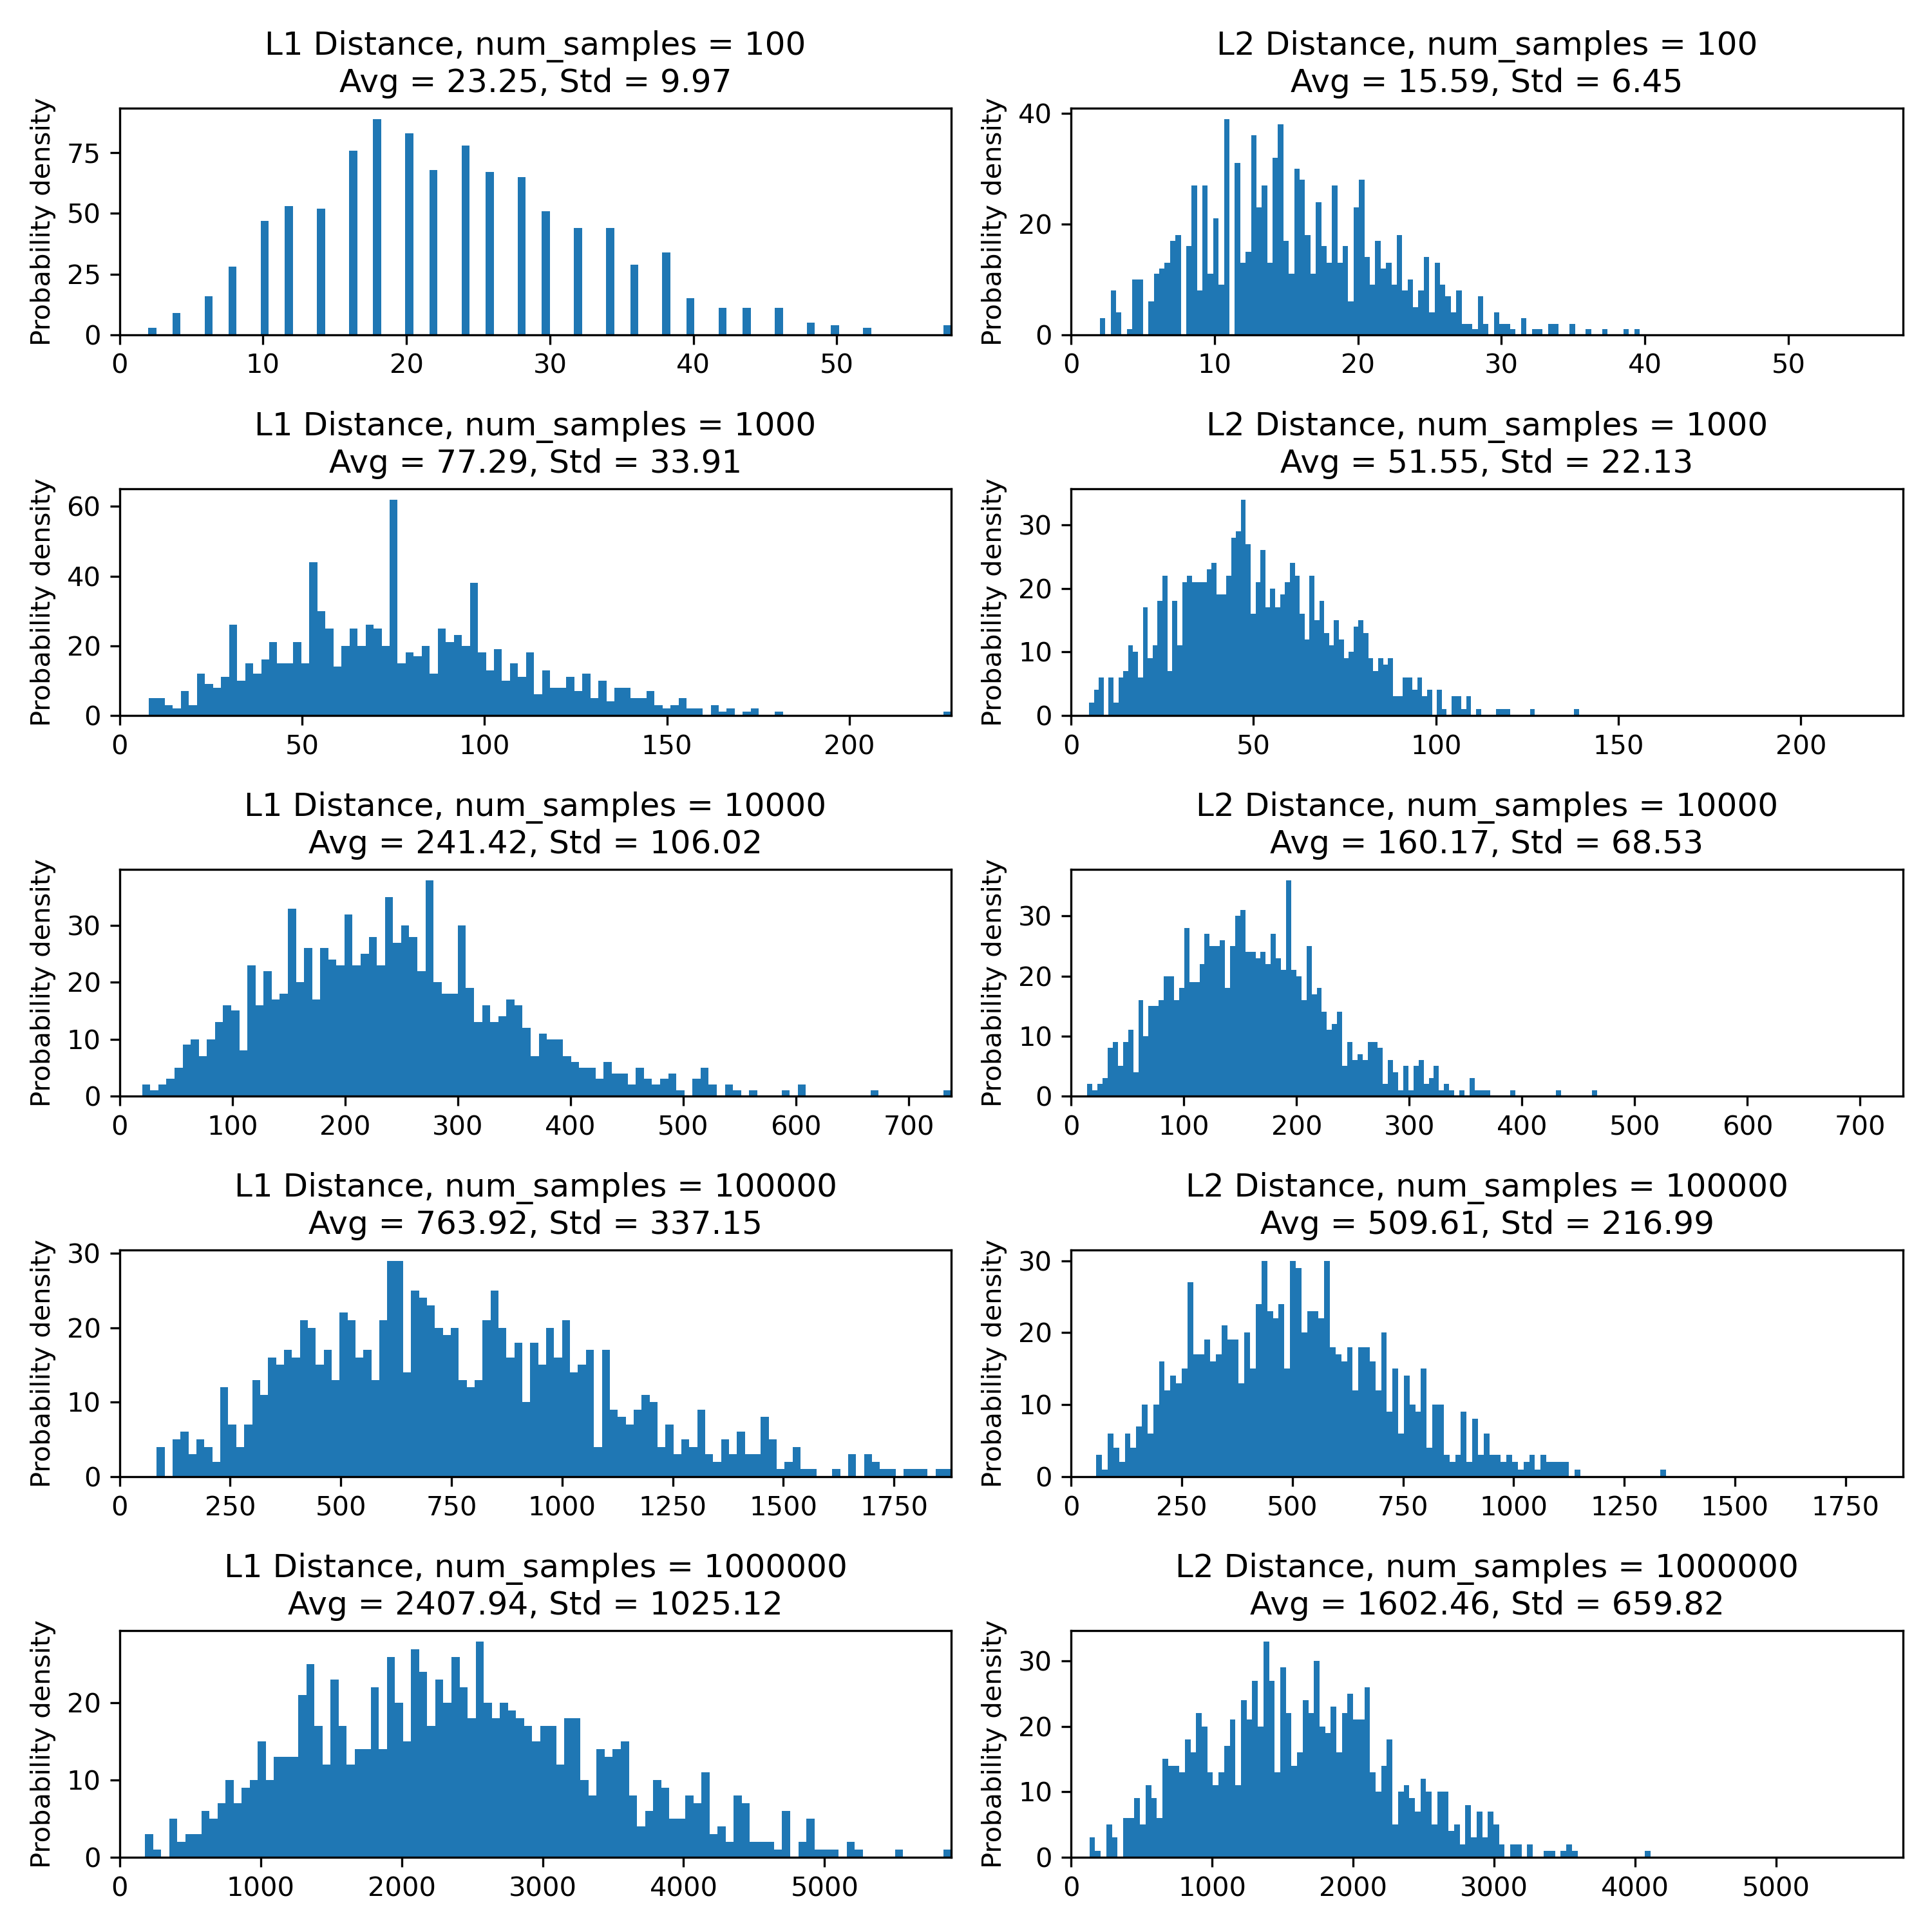 L1 Distance, num_samples = 100
Avg = 23.25, Std = 9.97
Probability density
75
50
25
0
0 10 20 30 40 50
L2 Distance, num_samples = 100
Avg = 15.59, Std = 6.45
Probability density
40
20
0
0 10 20 30 40 50
L1 Distance, num_samples = 1000
Avg = 77.29, Std = 33.91
Probability density
60
40
20
0
0 50 100 150 200
L2 Distance, num_samples = 1000
Avg = 51.55, Std = 22.13
Probability density
30
20
10
0
0 50 100 150 200
L1 Distance, num_samples = 10000
Avg = 241.42, Std = 106.02
Probability density
30
20
10
0
0 100 200 300 400 500 600 700
L2 Distance, num_samples = 10000
Avg = 160.17, Std = 68.53
Probability density
30
20
10
0
0 100 200 300 400 500 600 700
L1 Distance, num_samples = 100000
Avg = 763.92, Std = 337.15
Probability density
30
20
10
0
0 250 500 750 1000 1250 1500 1750
L2 Distance, num_samples = 100000
Avg = 509.61, Std = 216.99
Probability density
30
20
10
0
0 250 500 750 1000 1250 1500 1750
L1 Distance, num_samples = 1000000
Avg = 2407.94, Std = 1025.12
Probability density
20
10
0
0 1000 2000 3000 4000 5000
L2 Distance, num_samples = 1000000
Avg = 1602.46, Std = 659.82
Probability density
30
20
10
0
0 1000 2000 3000 4000 5000